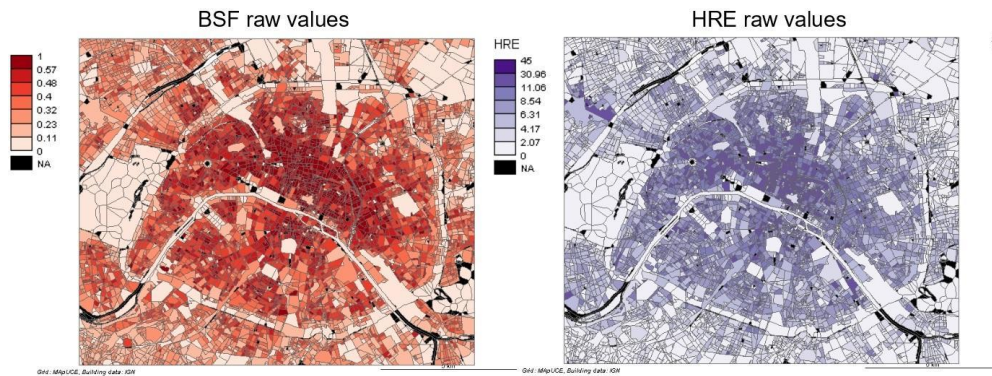 BSF raw values
1
0.57
0.48
0.4
0.32
0.23
0.11
0
NA
Grid: MApUCE, Building data: IGN
HRE raw values
HRE
45
30.96
11.06
8.54
6.31
4.17
2.07
0
NA
Grid: MApUCE, Building data: IGN